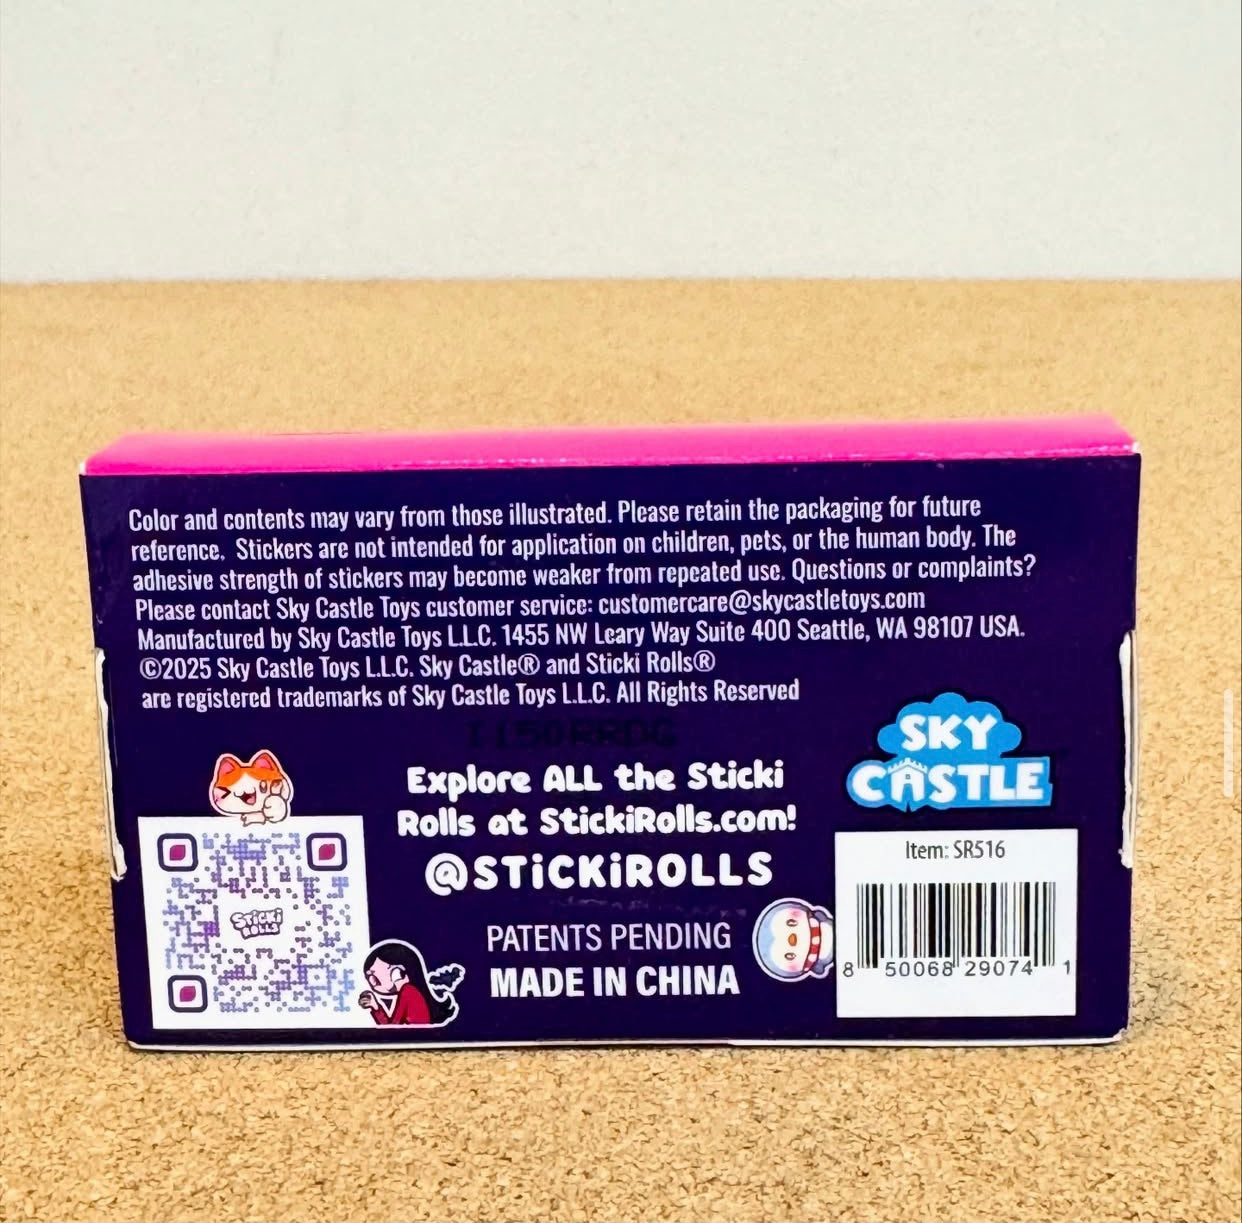 Color and contents may vary from those illustrated. Please retain the packaging for future
reference. Stickers are not intended for application on children, pets, or the human body. The
adhesive strength of stickers may become weaker from repeated use. Questions or complaints?
Please contact Sky Castle Toys customer service: customercare@skycastletoys.com
Manufactured by Sky Castle Toys L.L.C. 1455 NW Leary Way Suite 400 Seattle, WA 98107 USA.
©2025 Sky Castle Toys L.L.C. Sky Castle® and Sticki Rolls®
are registered trademarks of Sky Castle Toys L.L.C. All Rights Reserved
1150RRDG
Explore ALL the Sticki
Rolls at StickiRolls.com!
@STiCKiROLLS
PATENTS PENDING
MADE IN CHINA
STiCKi
ROLLS
SKY
CASTLE
Item: SR516
8 50068 29074 1